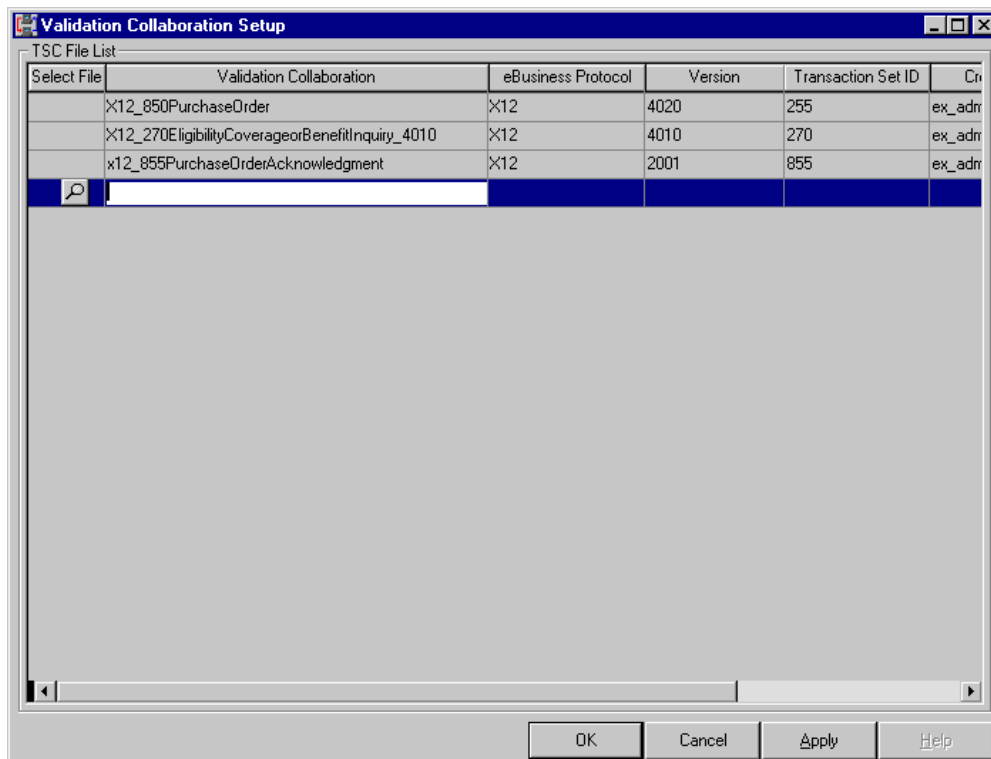 Validation Collaboration Setup
TSC File List
Select File Validation Collaboration eBusiness Protocol Version Transaction Set ID Cre
X12_850PurchaseOrder X12 4020 255 ex_adm
X12_270EligibilityCoverageorBenefitInquiry_4010 X12 4010 270 ex_adm
x12_855PurchaseOrderAcknowledgment X12 2001 855 ex_adm
OK Cancel Apply Help